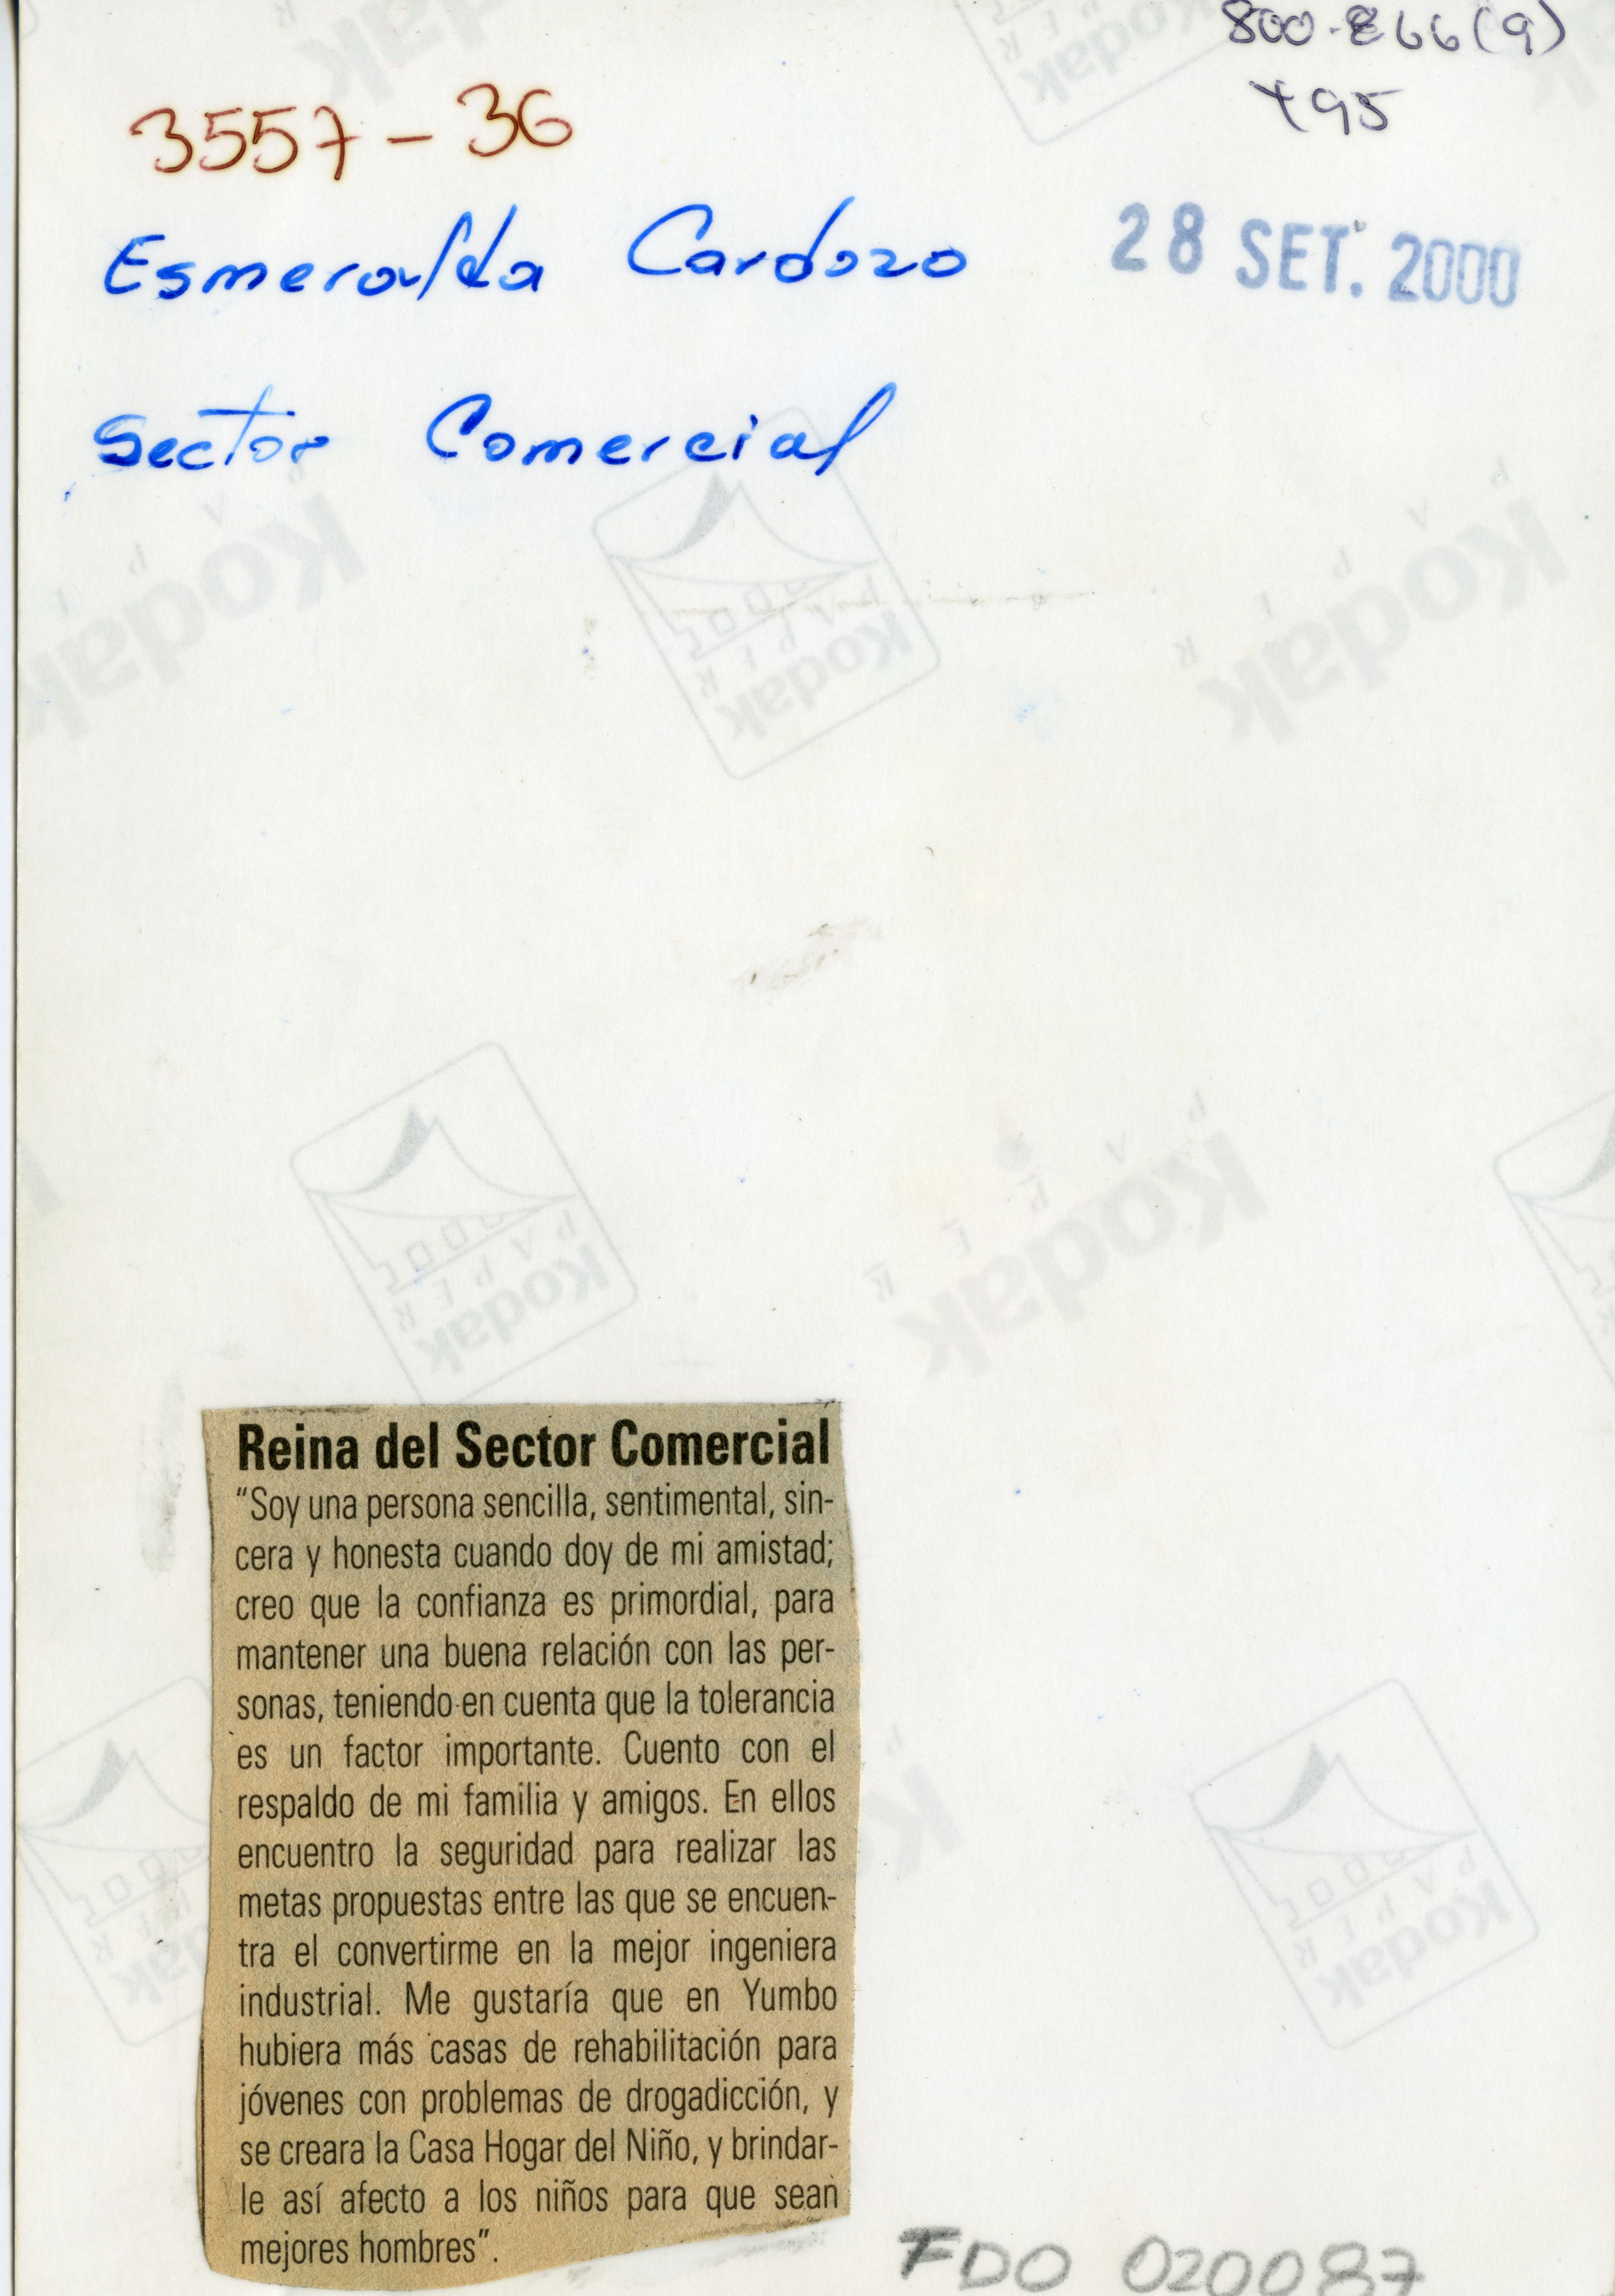 800-866(9)
x95
3557-36
Esmeralda Cardozo
28 SET. 2000
Sector Comercial
Reina del Sector Comercial
“Soy una persona sencilla, sentimental, sin-
cera y honesta cuando doy de mi amistad;
creo que la confianza es primordial, para
mantener una buena relación con las per-
sonas, teniendo en cuenta que la tolerancia
es un factor importante. Cuento con el
respaldo de mi familia y amigos. En ellos
encuentro la seguridad para realizar las
metas propuestas entre las que se encuen-
tra el convertirme en la mejor ingeniera
industrial. Me gustaría que en Yumbo
hubiera más casas de rehabilitación para
jóvenes con problemas de drogadicción, y
se creara la Casa Hogar del Niño, y brindar-
le así afecto a los niños para que sean
mejores hombres”.
FDO 020087